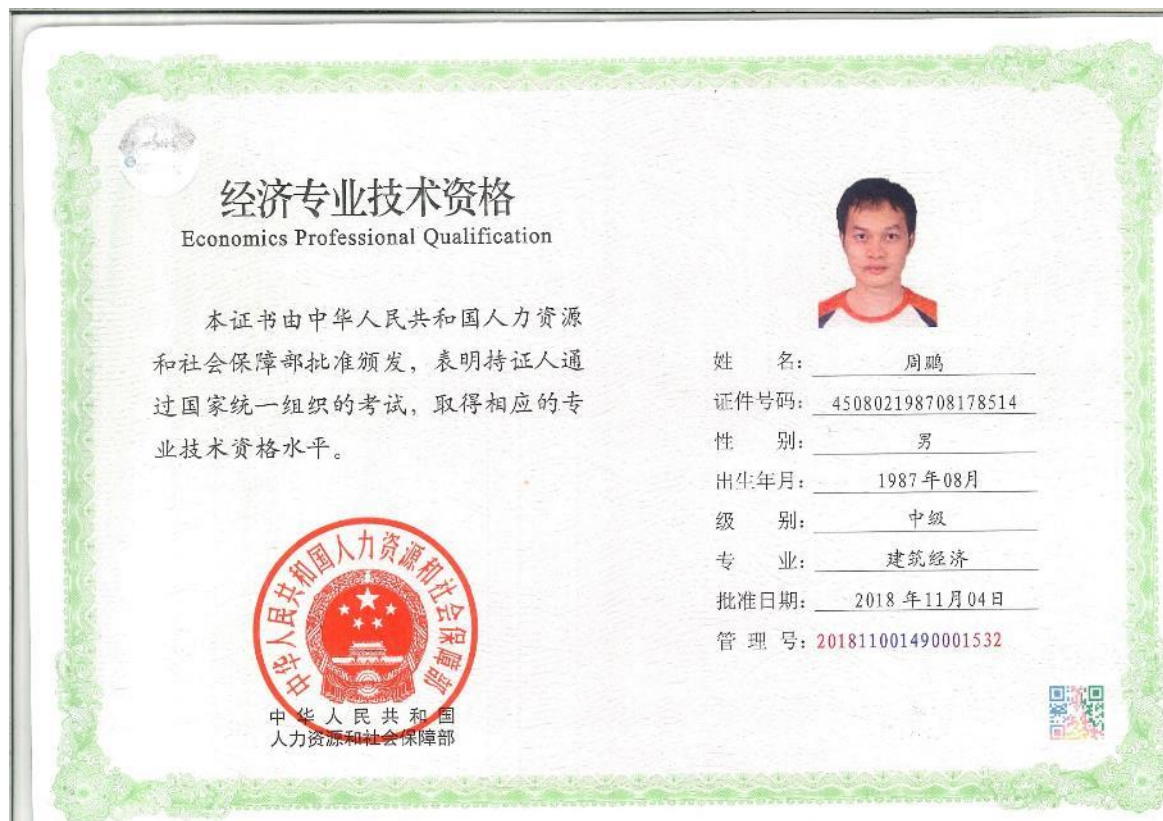 经济专业技术资格
Economics Professional Qualification
本证书由中华人民共和国人力资源
和社会保障部批准颁发，表明持证人通
过国家统一组织的考试，取得相应的专
业技术资格水平。
中华人民共和国人力资源和社会保障部
中华人民共和国
人力资源和社会保障部
姓 名：周鹏
证件号码：450802198708178514
性 别：男
出生年月：1987年08月
级 别：中级
专 业：建筑经济
批准日期：2018年11月04日
管 理 号：201811001490001532